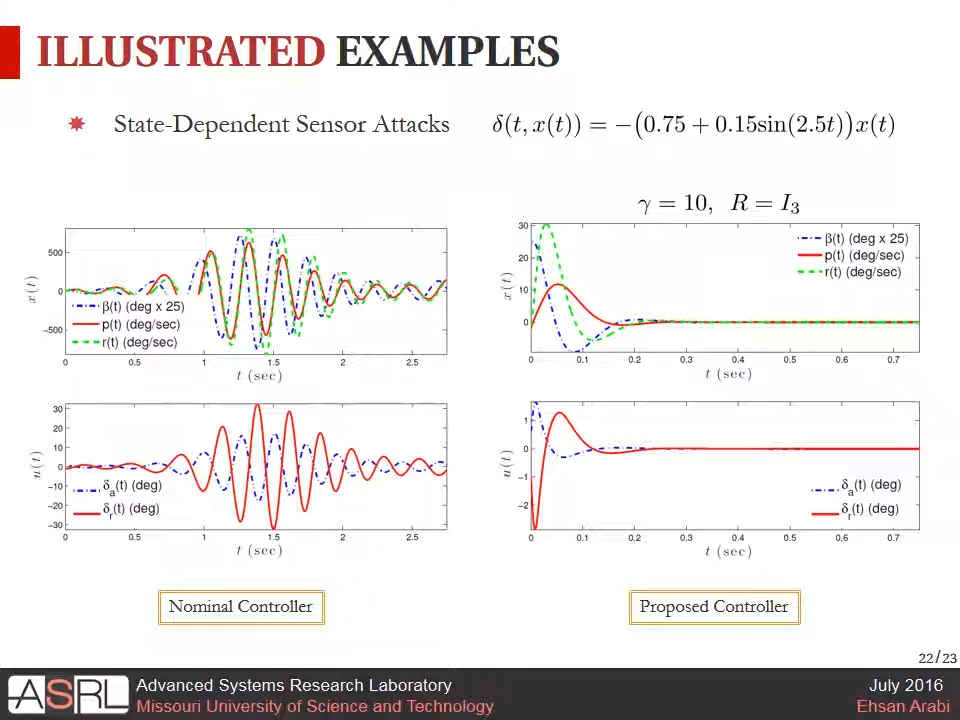 ILLUSTRATED EXAMPLES
State-Dependent Sensor Attacks δ(t, x(t)) = −(0.75 + 0.15sin(2.5t))x(t)
γ = 10, R = I₃
x(t)
500
0
−500
β(t) (deg x 25)
p(t) (deg/sec)
r(t) (deg/sec)
0 0.5 1 1.5 2 2.5
t (sec)
u(t)
30
20
10
0
−10
−20
−30
δa(t) (deg)
δr(t) (deg)
0 0.5 1 1.5 2 2.5
t (sec)
Nominal Controller
x(t)
30
20
10
0
β(t) (deg x 25)
p(t) (deg/sec)
r(t) (deg/sec)
0 0.1 0.2 0.3 0.4 0.5 0.6 0.7
t (sec)
u(t)
1
0
−1
−2
δa(t) (deg)
δr(t) (deg)
0 0.1 0.2 0.3 0.4 0.5 0.6 0.7
t (sec)
Proposed Controller
22/23
ASRL
Advanced Systems Research Laboratory
Missouri University of Science and Technology
July 2016
Ehsan Arabi